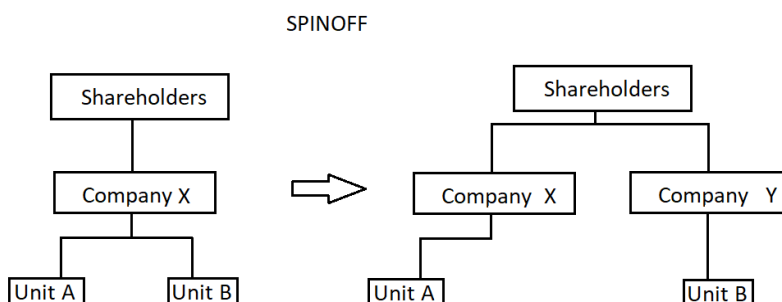 SPINOFF
Shareholders
Shareholders
Company X
Company X
Company Y
Unit A
Unit B
Unit A
Unit B